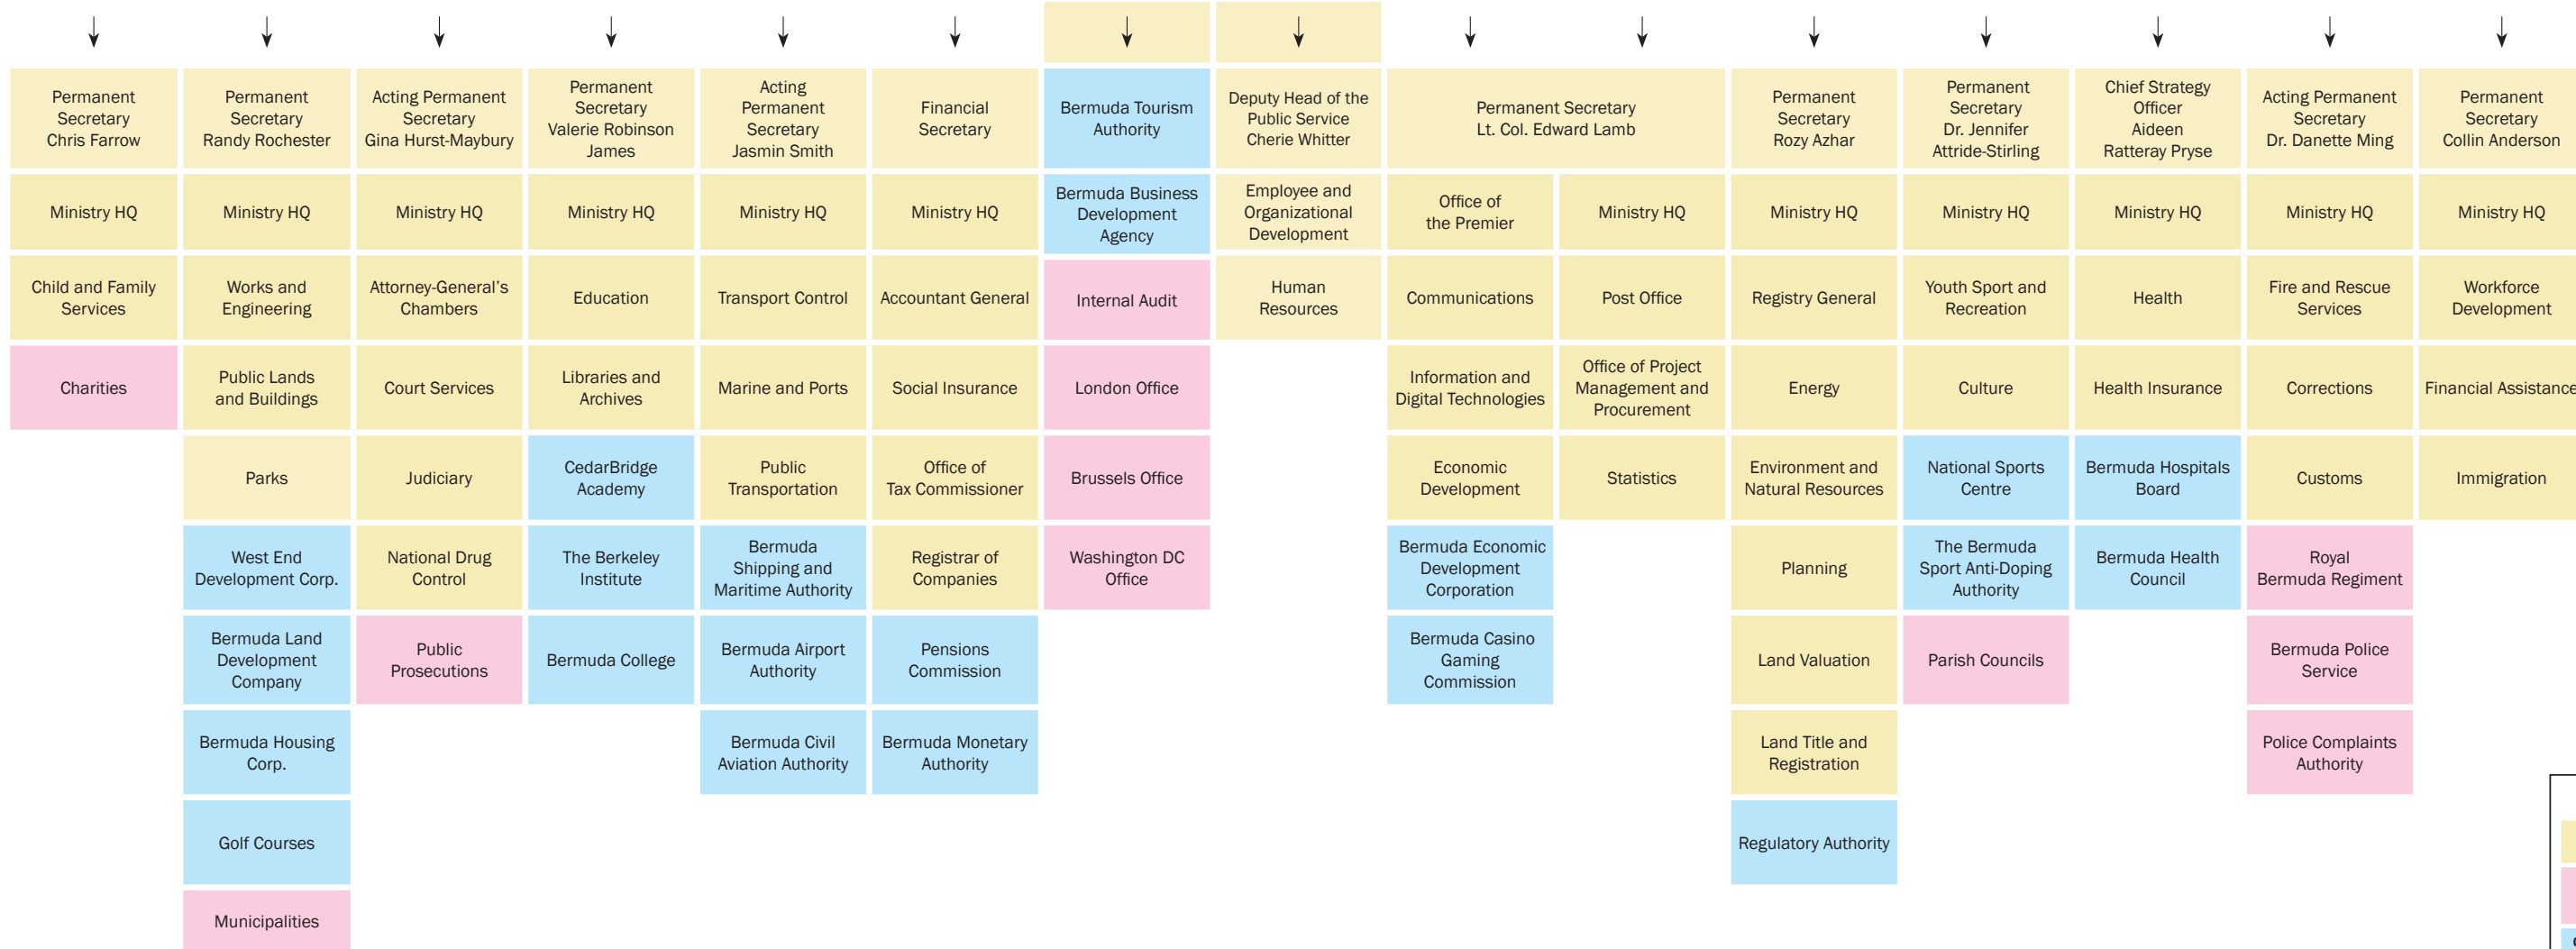 Permanent
Secretary
Chris Farrow
Ministry HQ
Child and Family
Services
Charities
Permanent
Secretary
Randy Rochester
Ministry HQ
Works and
Engineering
Public Lands
and Buildings
Parks
West End
Development Corp.
Bermuda Land
Development
Company
Bermuda Housing
Corp.
Golf Courses
Municipalities
Acting Permanent
Secretary
Gina Hurst-Maybury
Ministry HQ
Attorney-General’s
Chambers
Court Services
Judiciary
National Drug
Control
Public
Prosecutions
Permanent
Secretary
Valerie Robinson
James
Ministry HQ
Education
Libraries and
Archives
CedarBridge
Academy
The Berkeley
Institute
Bermuda College
Acting
Permanent
Secretary
Jasmin Smith
Ministry HQ
Transport Control
Marine and Ports
Public
Transportation
Bermuda
Shipping and
Maritime Authority
Bermuda Airport
Authority
Bermuda Civil
Aviation Authority
Financial
Secretary
Ministry HQ
Accountant General
Social Insurance
Office of
Tax Commissioner
Registrar of
Companies
Pensions
Commission
Bermuda Monetary
Authority
Bermuda Tourism
Authority
Bermuda Business
Development
Agency
Internal Audit
London Office
Brussels Office
Washington DC
Office
Deputy Head of the
Public Service
Cherie Whitter
Employee and
Organizational
Development
Human
Resources
Permanent Secretary
Lt. Col. Edward Lamb
Office of
the Premier
Communications
Information and
Digital Technologies
Economic
Development
Bermuda Economic
Development
Corporation
Bermuda Casino
Gaming
Commission
Ministry HQ
Post Office
Office of Project
Management and
Procurement
Statistics
Permanent
Secretary
Rozy Azhar
Ministry HQ
Registry General
Energy
Environment and
Natural Resources
Planning
Land Valuation
Land Title and
Registration
Regulatory Authority
Permanent
Secretary
Dr. Jennifer
Attride-Stirling
Ministry HQ
Youth Sport and
Recreation
Culture
National Sports
Centre
The Bermuda
Sport Anti-Doping
Authority
Parish Councils
Chief Strategy
Officer
Aideen
Ratteray Pryse
Ministry HQ
Health
Health Insurance
Bermuda Hospitals
Board
Bermuda Health
Council
Acting Permanent
Secretary
Dr. Danette Ming
Ministry HQ
Fire and Rescue
Services
Corrections
Customs
Royal
Bermuda Regiment
Bermuda Police
Service
Police Complaints
Authority
Permanent
Secretary
Collin Anderson
Ministry HQ
Workforce
Development
Financial Assistance
Immigration